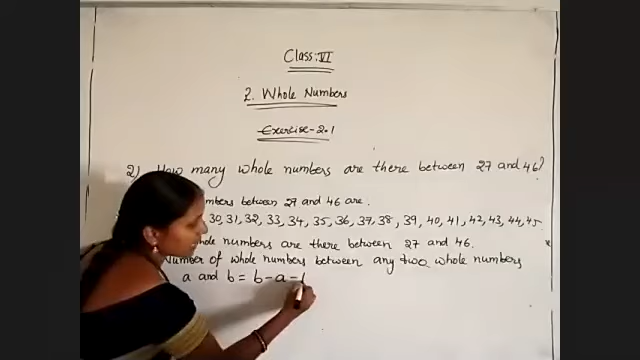 Class: VI
2. Whole Numbers
Exercise-2.1
2) How many whole numbers are there between 27 and 46?
numbers between 27 and 46 are.
30, 31, 32, 33, 34, 35, 36, 37, 38, 39, 40, 41, 42, 43, 44, 45.
whole numbers are there between 27 and 46.
Number of whole numbers between any two whole numbers
a and b = b - a - 1